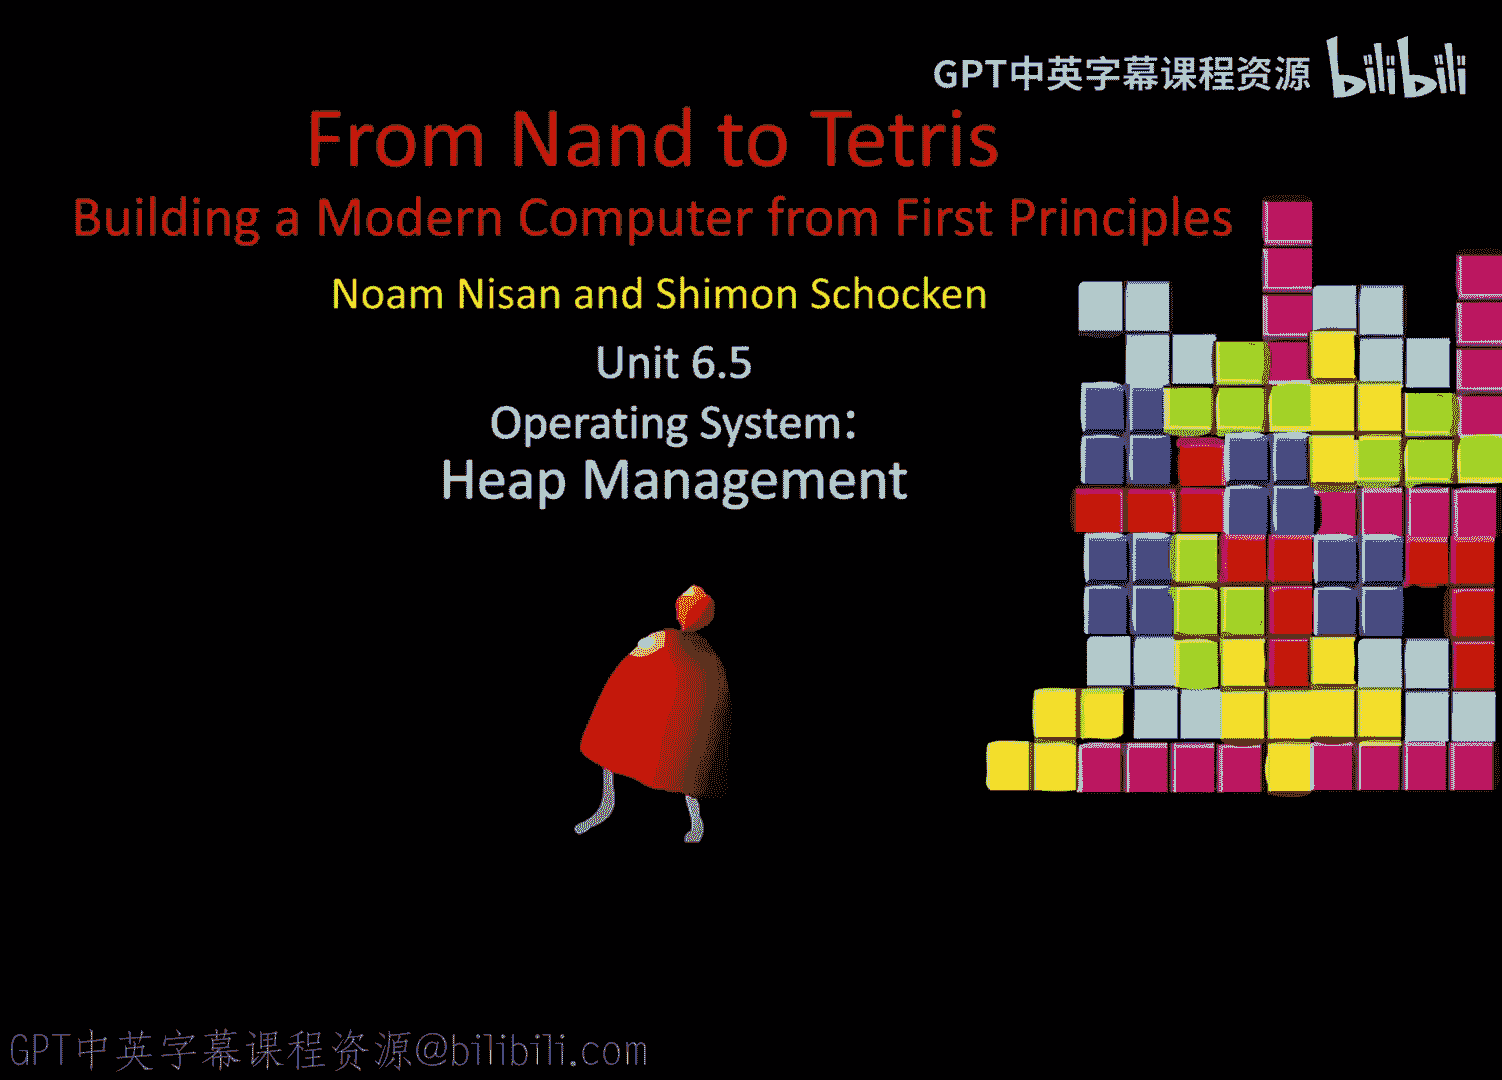 GPT中英字幕课程资源 bilibili
From Nand to Tetris
Building a Modern Computer from First Principles
Noam Nisan and Shimon Schocken
Unit 6.5
Operating System:
Heap Management
GPT中英字幕课程资源@bilibili.com